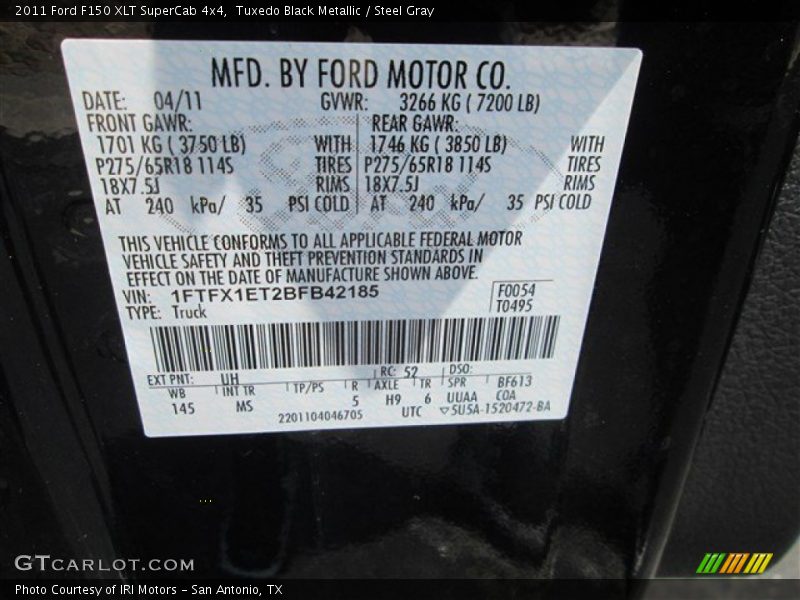 2011 Ford F150 XLT SuperCab 4x4,  Tuxedo Black Metallic / Steel Gray
MFD. BY FORD MOTOR CO.
DATE: 04/11 GVWR: 3266 KG ( 7200 LB)
FRONT GAWR: REAR GAWR:
1701 KG ( 3750 LB) WITH 1746 KG ( 3850 LB) WITH
P275/65R18 114S TIRES P275/65R18 114S TIRES
18X7.5J RIMS 18X7.5J RIMS
AT 240 kPa/ 35 PSI COLD AT 240 kPa/ 35 PSI COLD
THIS VEHICLE CONFORMS TO ALL APPLICABLE FEDERAL MOTOR
VEHICLE SAFETY AND THEFT PREVENTION STANDARDS IN
EFFECT ON THE DATE OF MANUFACTURE SHOWN ABOVE.
VIN: 1FTFX1ET2BFB42185 F0054
TYPE: Truck T0495
EXT PNT: UH RC: 52 DSO:
WB INT TR TP/PS R AXLE TR SPR BF613
145 MS 5 H9 6 UUAA COA
2201104046705 UTC ▽5U5A-1520472-BA
GTCARLOT.COM
Photo Courtesy of IRI Motors – San Antonio, TX